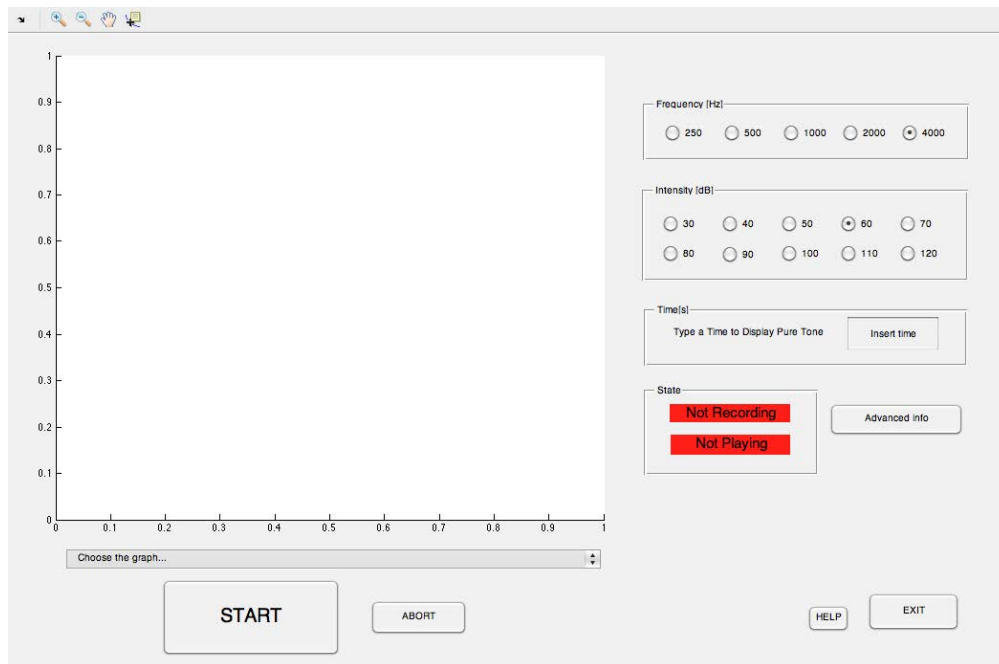 1
0.9
0.8
0.7
0.6
0.5
0.4
0.3
0.2
0.1
0
0 0.1 0.2 0.3 0.4 0.5 0.6 0.7 0.8 0.9 1
Choose the graph...
START
ABORT
Frequency [Hz]
250 500 1000 2000 4000
Intensity [dB]
30 40 50 60 70
80 90 100 110 120
Time[s]
Type a Time to Display Pure Tone Insert time
State
Not Recording
Not Playing
Advanced info
HELP
EXIT